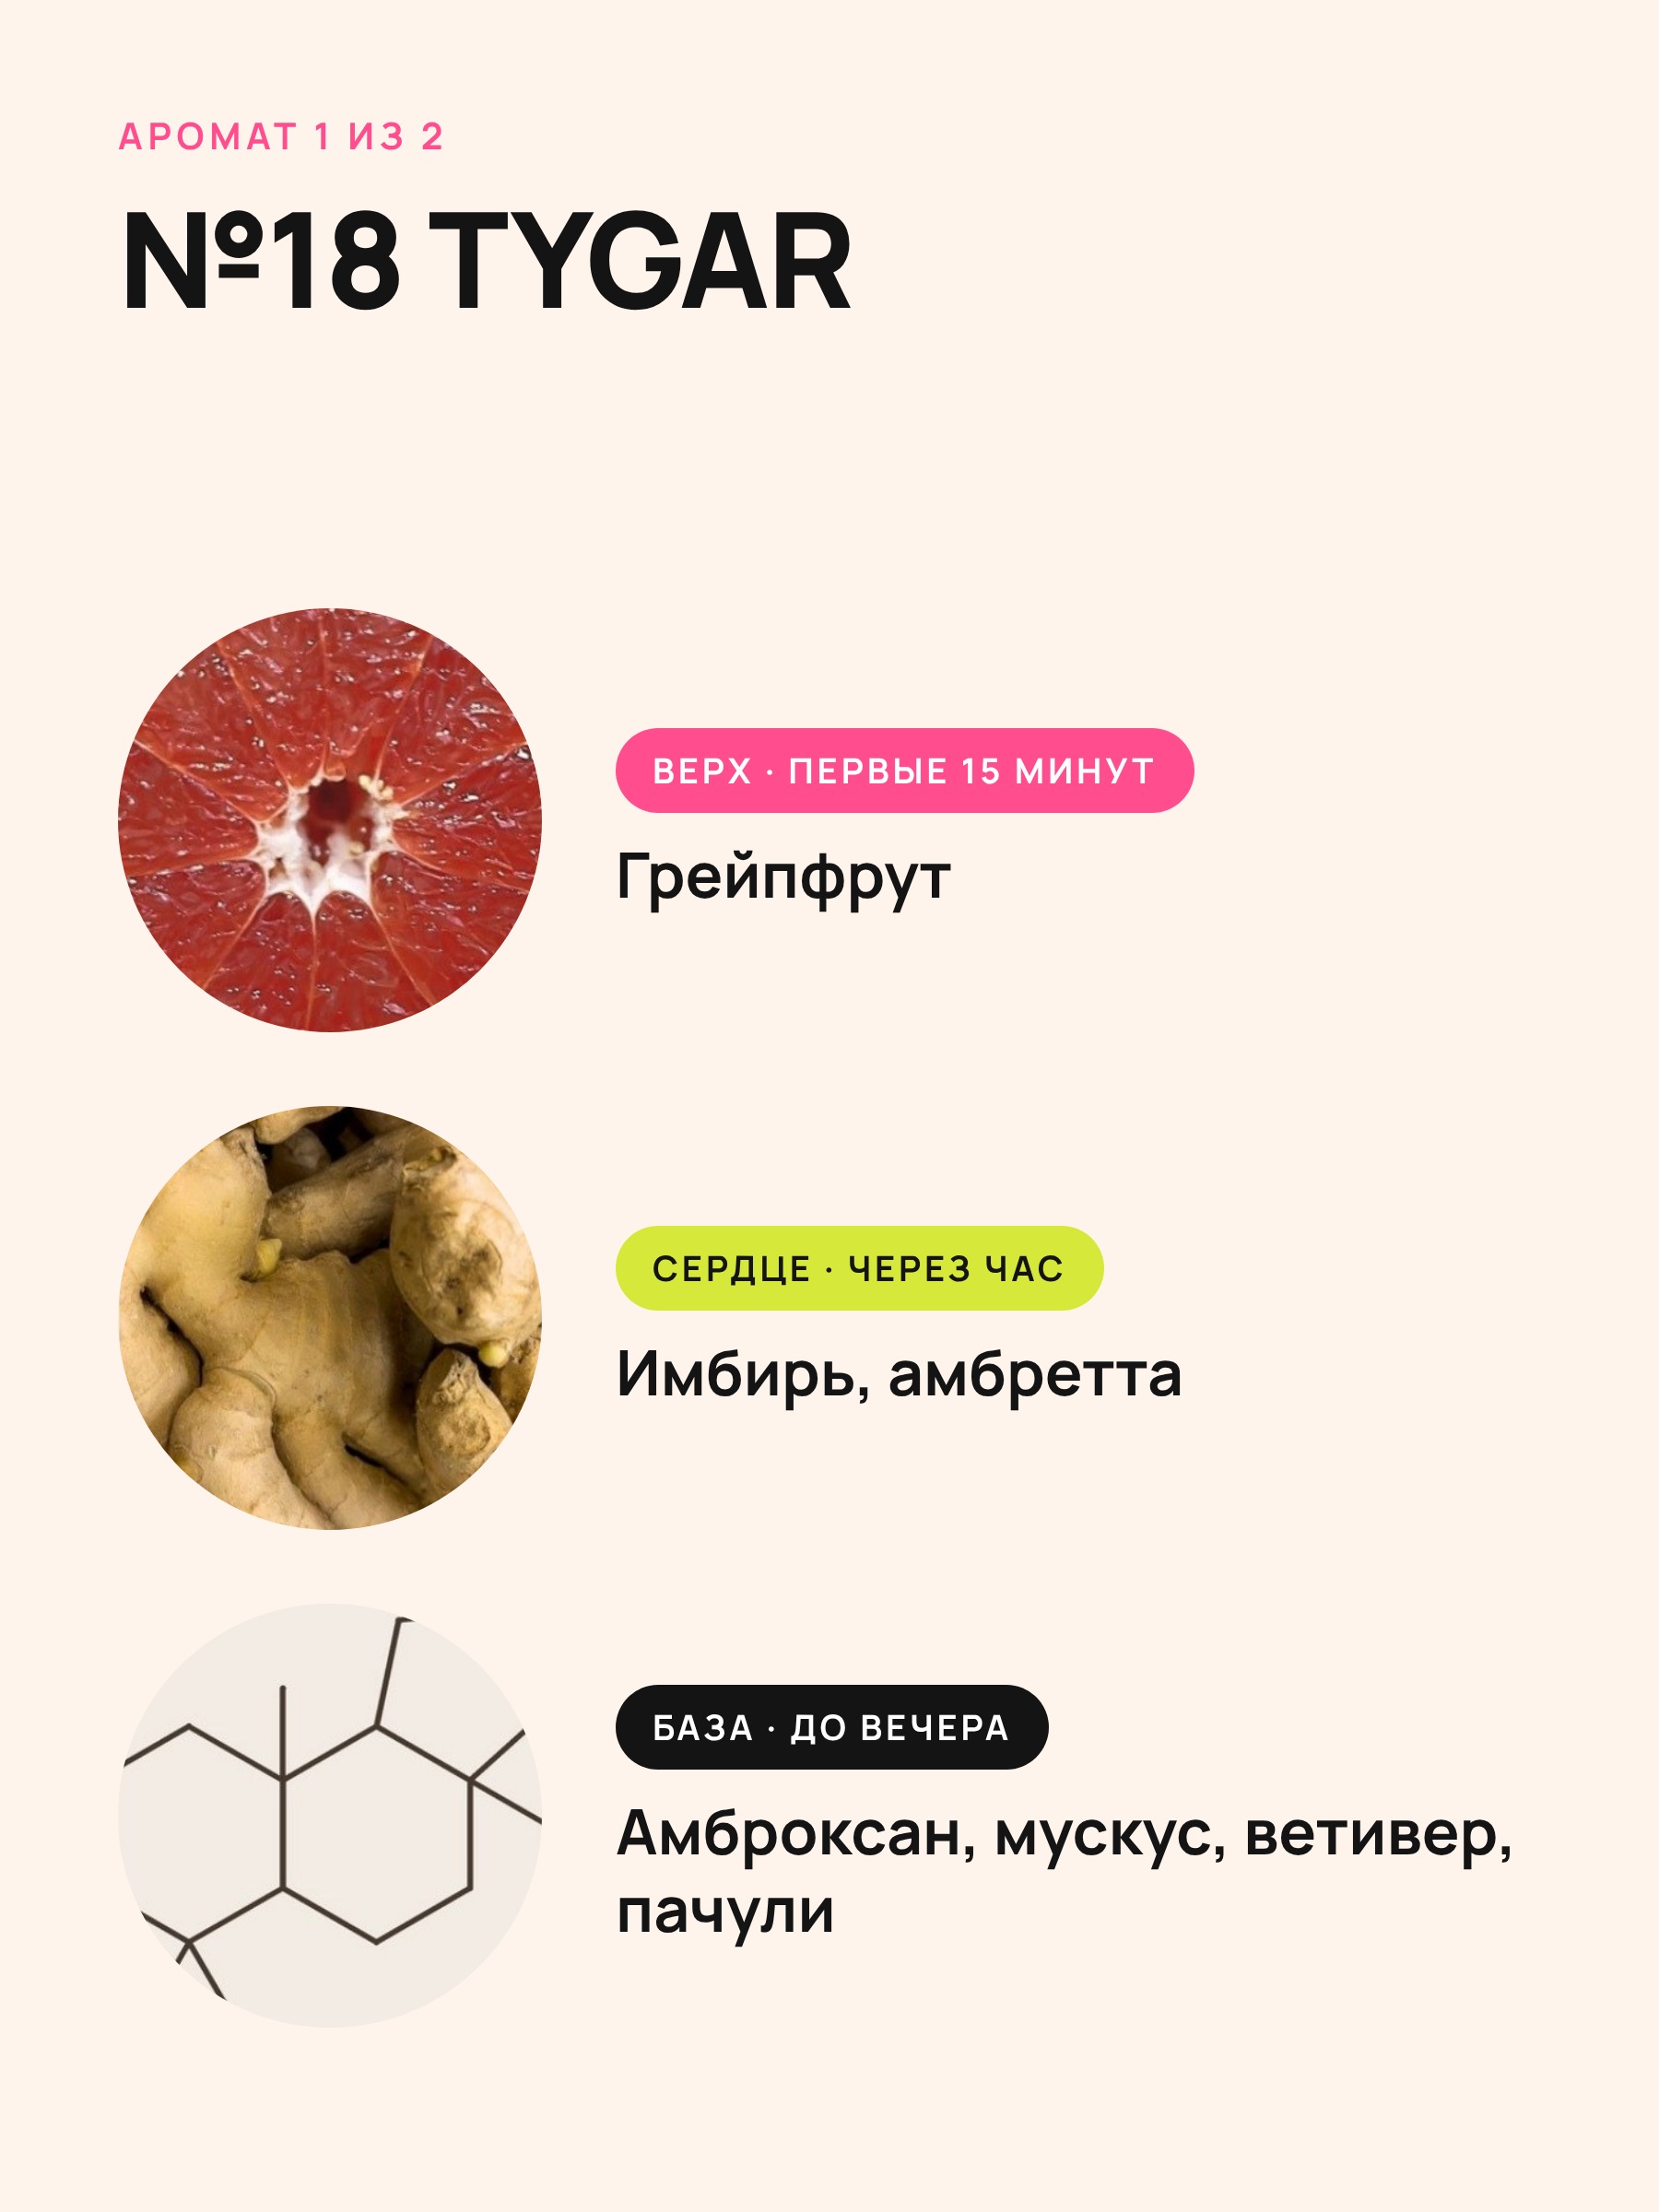 АРОМАТ 1 ИЗ 2
№18 TYGAR
ВЕРХ · ПЕРВЫЕ 15 МИНУТ
Грейпфрут
СЕРДЦЕ · ЧЕРЕЗ ЧАС
Имбирь, амбретта
БАЗА · ДО ВЕЧЕРА
Амброксан, мускус, ветивер,
пачули